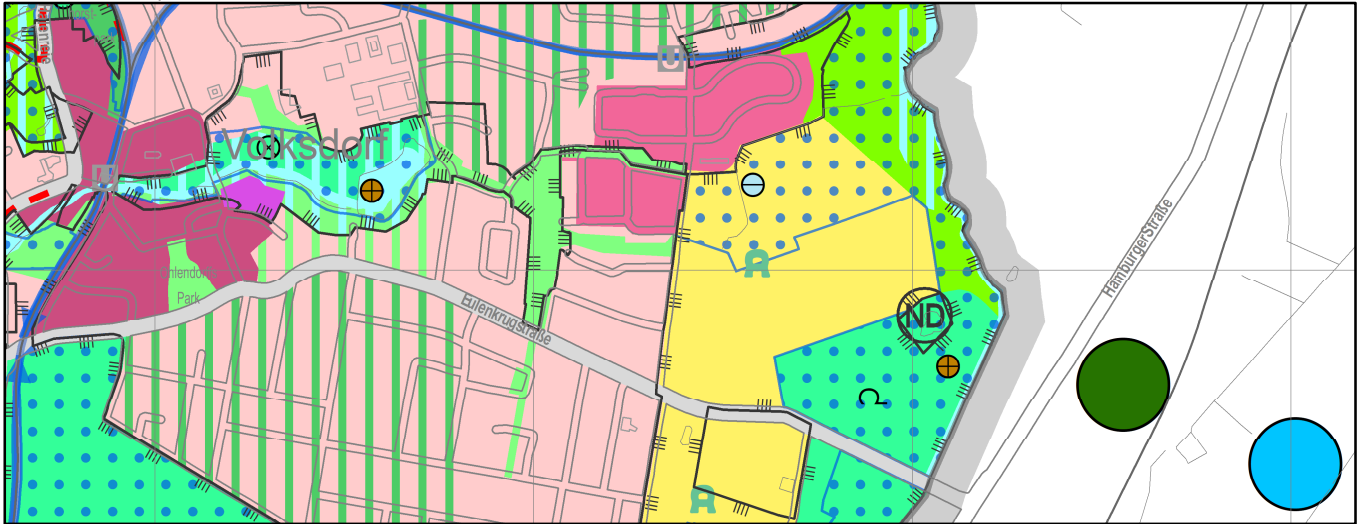 U
Volksdorf
U
Ohlendorffs
Park
Eulenkrugstraße
ND
Hamburger Straße